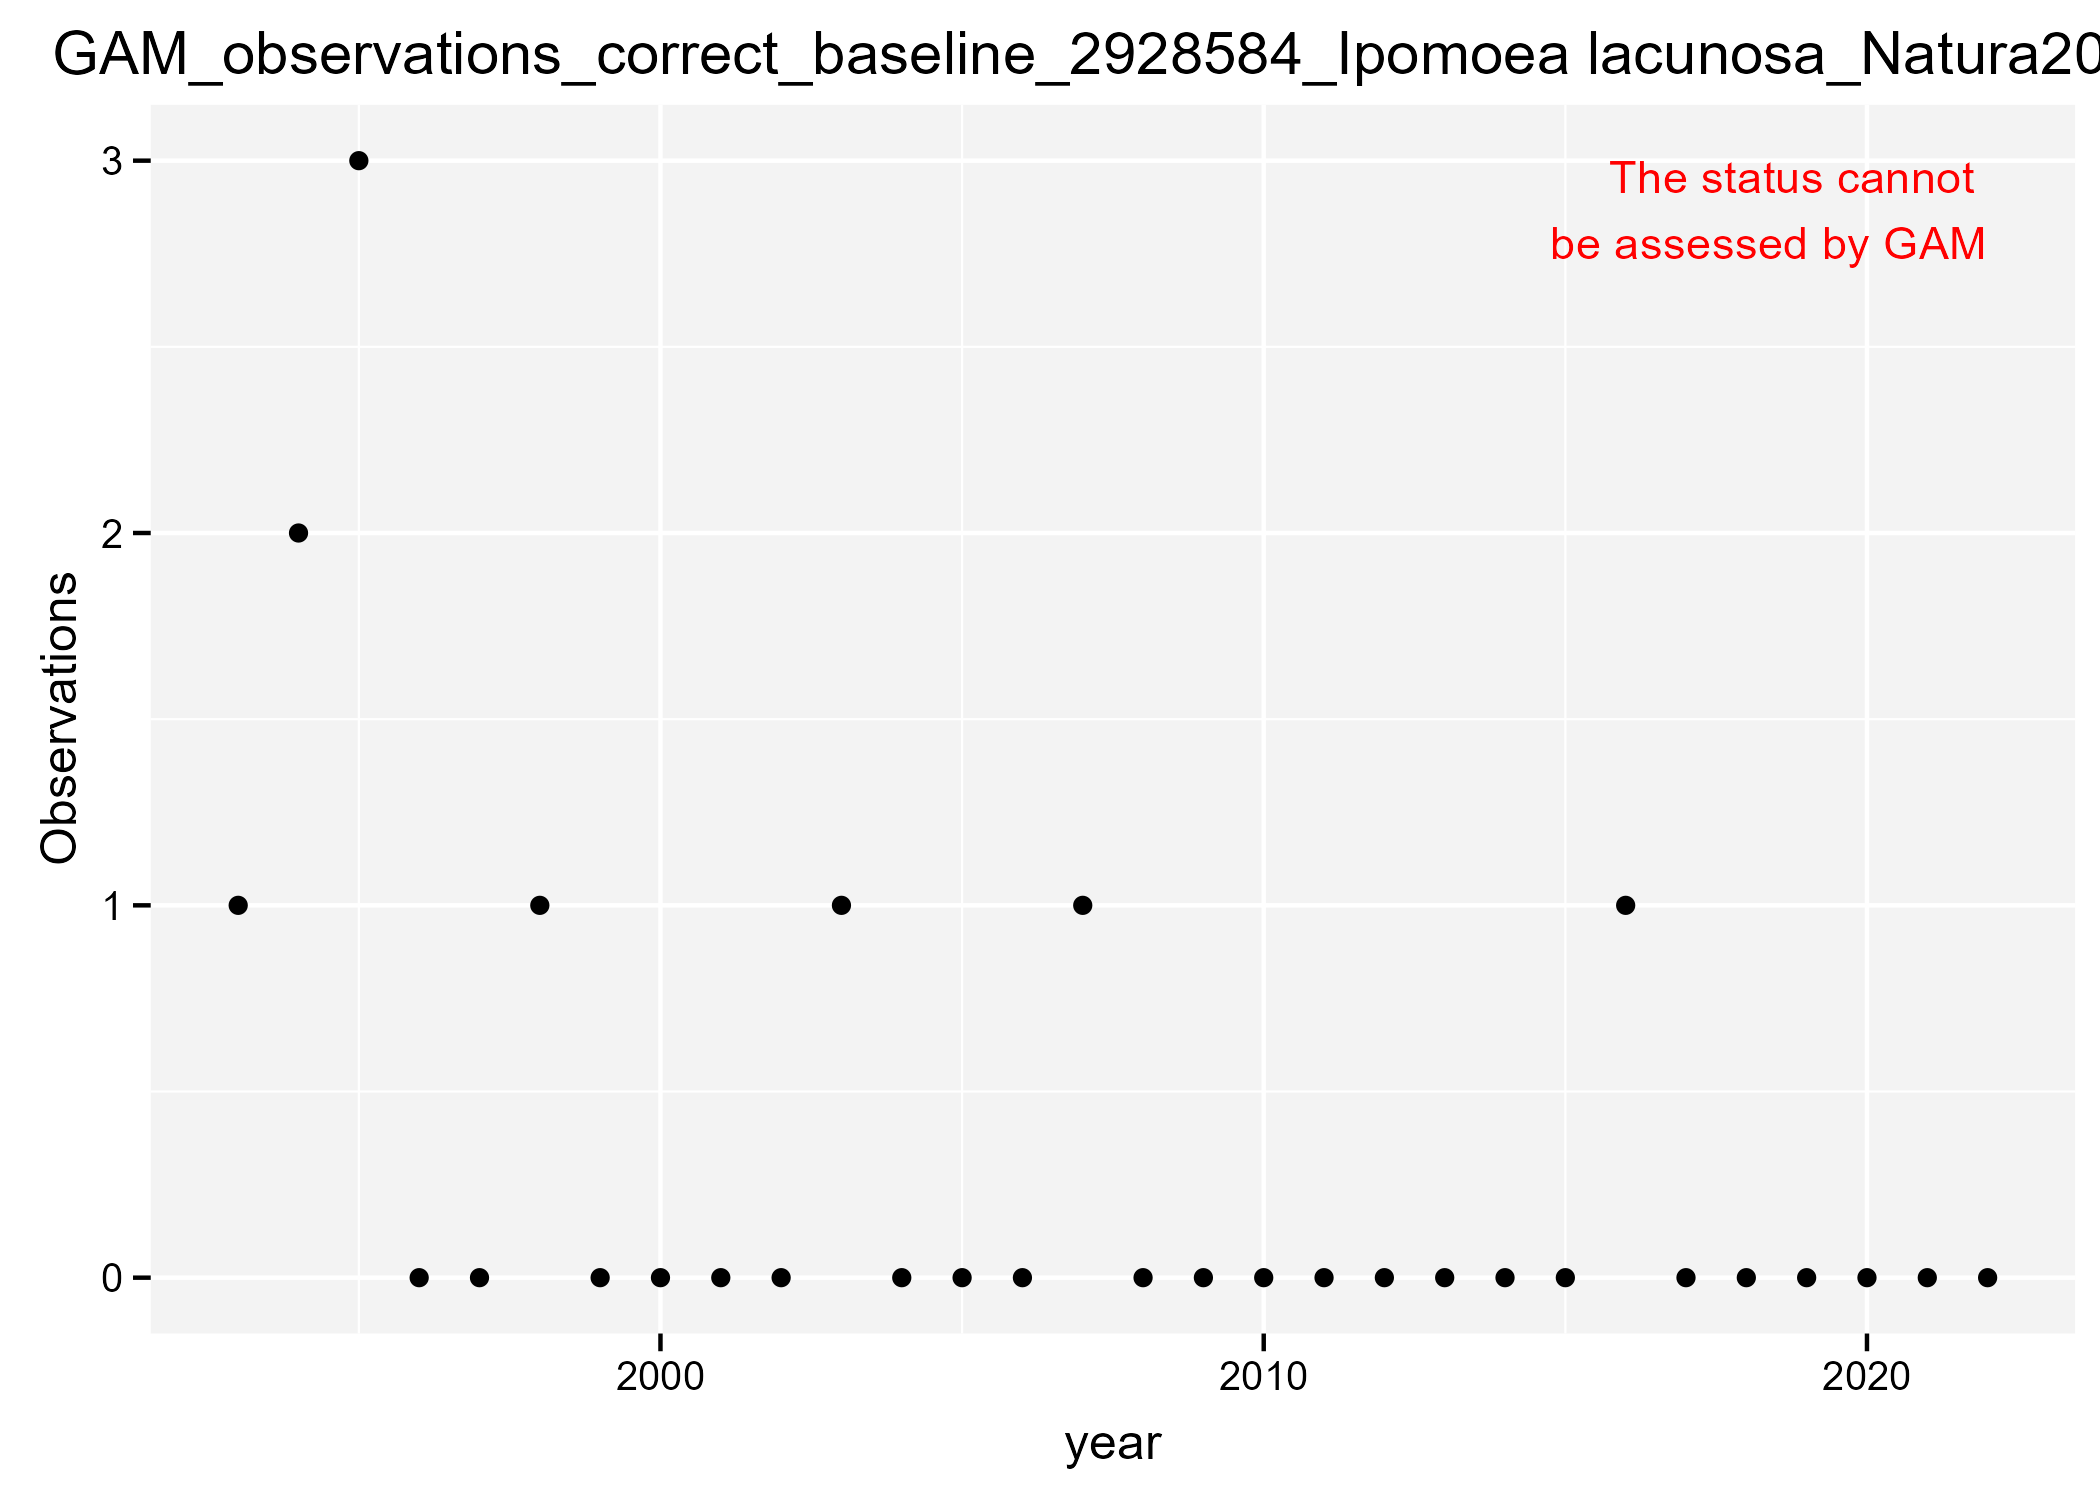 GAM_observations_correct_baseline_2928584_Ipomoea lacunosa_Natura20
3
The status cannot
be assessed by GAM
2
Observations
1
0
2000 2010 2020
year